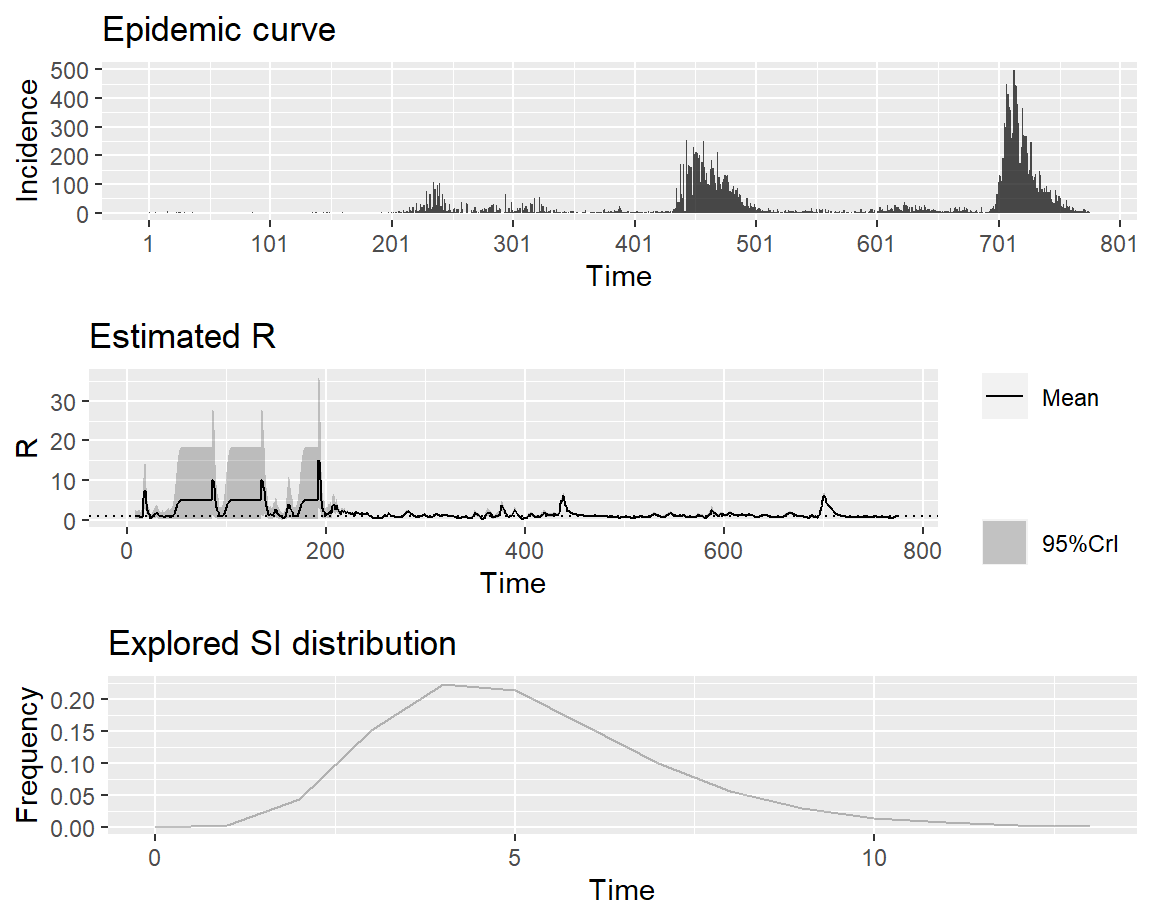 Epidemic curve
500
400
300
200
100
0
Incidence
1 101 201 301 401 501 601 701 801
Time
Estimated R
30
20
10
0
R
0 200 400 600 800
Time
Mean
95%CrI
Explored SI distribution
0.20
0.15
0.10
0.05
0.00
Frequency
0 5 10
Time